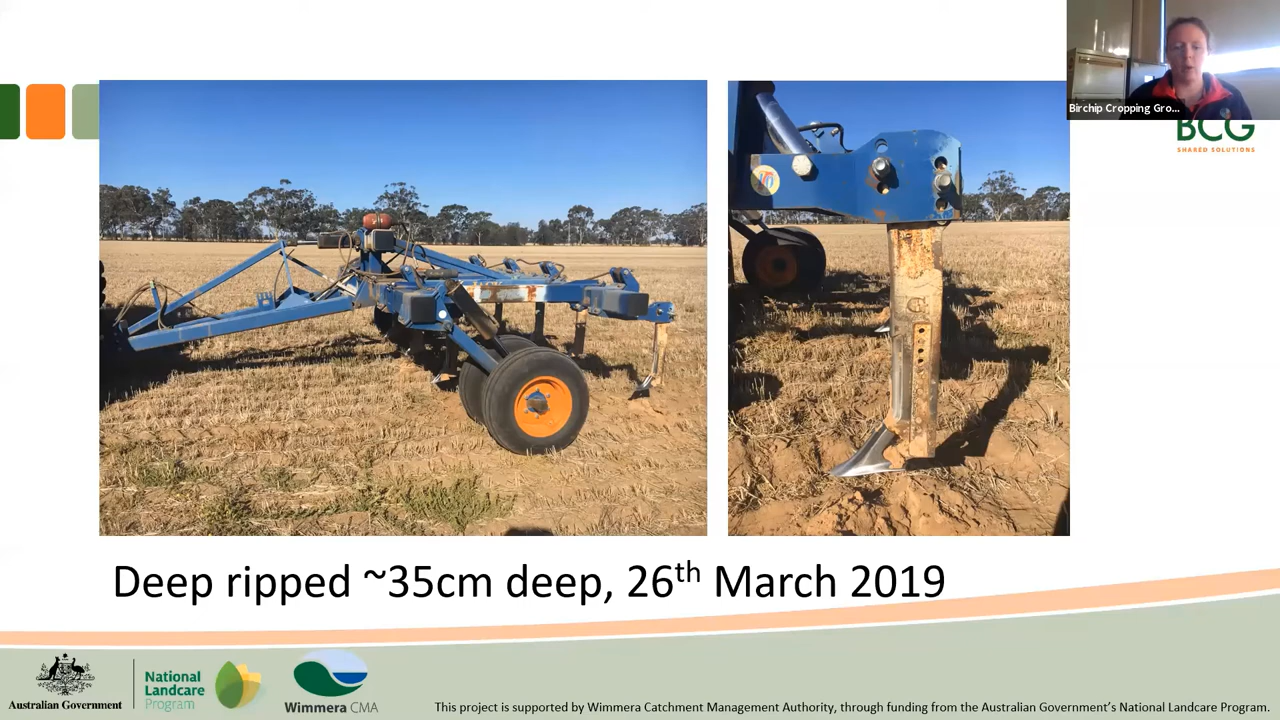 Birchip Cropping Gro...
BCG
SHARED SOLUTIONS
Deep ripped ~35cm deep, 26th March 2019
Australian Government
National
Landcare
Program
Wimmera CMA
This project is supported by Wimmera Catchment Management Authority, through funding from the Australian Government's National Landcare Program.